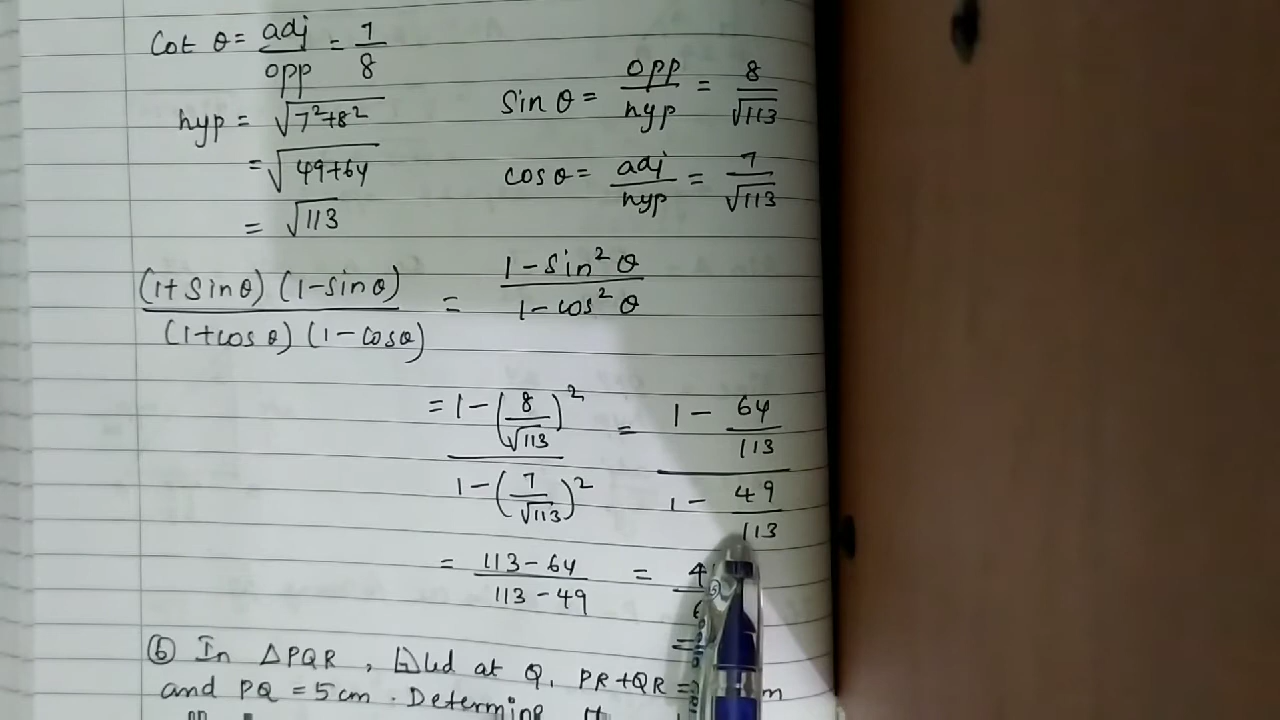 Cot θ = adj/opp = 7/8
hyp = √7²+8²
= √49+64
= √113
Sin θ = opp/hyp = 8/√113
cos θ = adj/hyp = 7/√113
(1+Sinθ) (1-sinθ)/(1+cosθ) (1-cosθ) = 1-Sin²θ/1-cos²θ
= 1-(8/√113)²/1-(7/√113)² = 1 - 64/113/1 - 49/113
= 113-64/113-49 =
⑥ In △PQR, at Q, PR+QR =
and PQ = 5cm. Determine